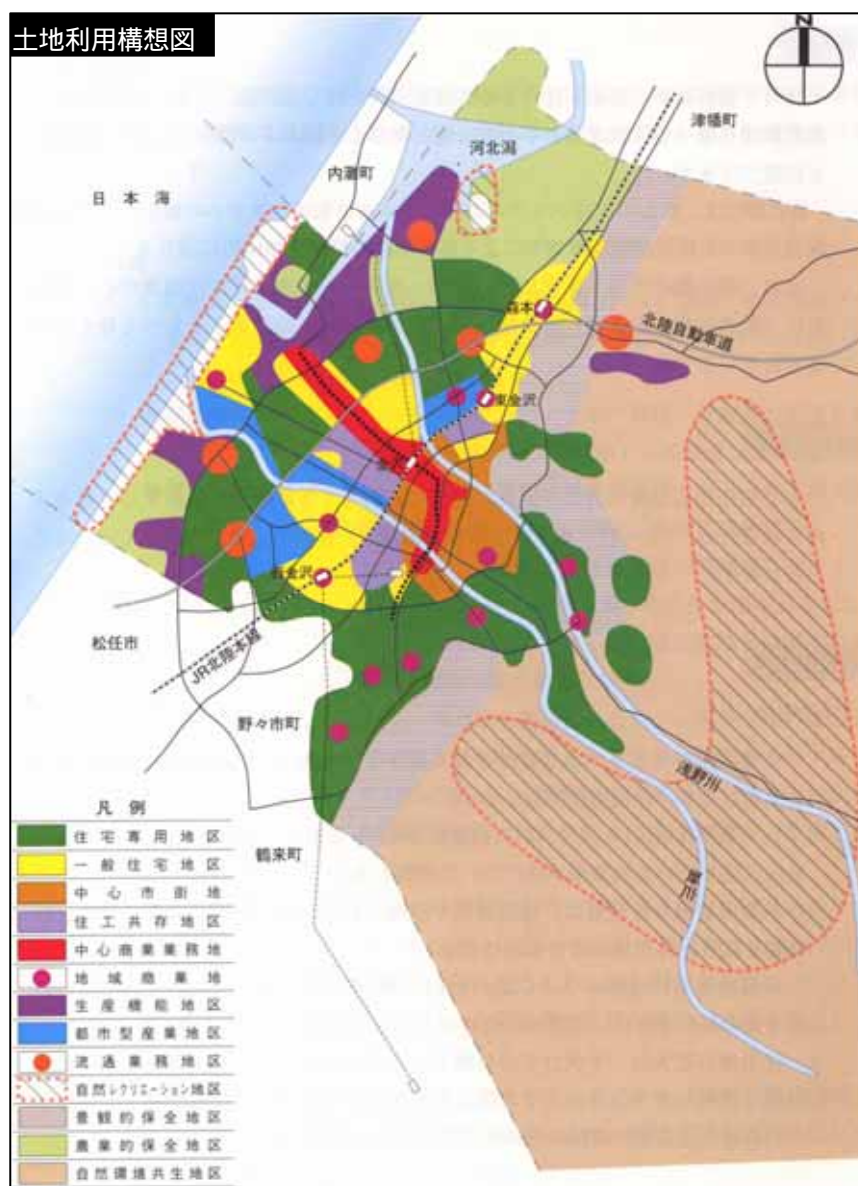 土地利用構想図
N
津幡町
河北潟
内灘町
日本海
森本
北陸自動車道
東金沢
金沢
西金沢
松任市
JR北陸本線
野々市町
浅野川
鶴来町
犀川
凡例
住宅専用地区
一般住宅地区
中心市街地
住工共存地区
中心商業業務地
地域商業地
生産機能地区
都市型産業地区
流通業務地区
自然レクリエーション地区
景観的保全地区
農業的保全地区
自然環境共生地区